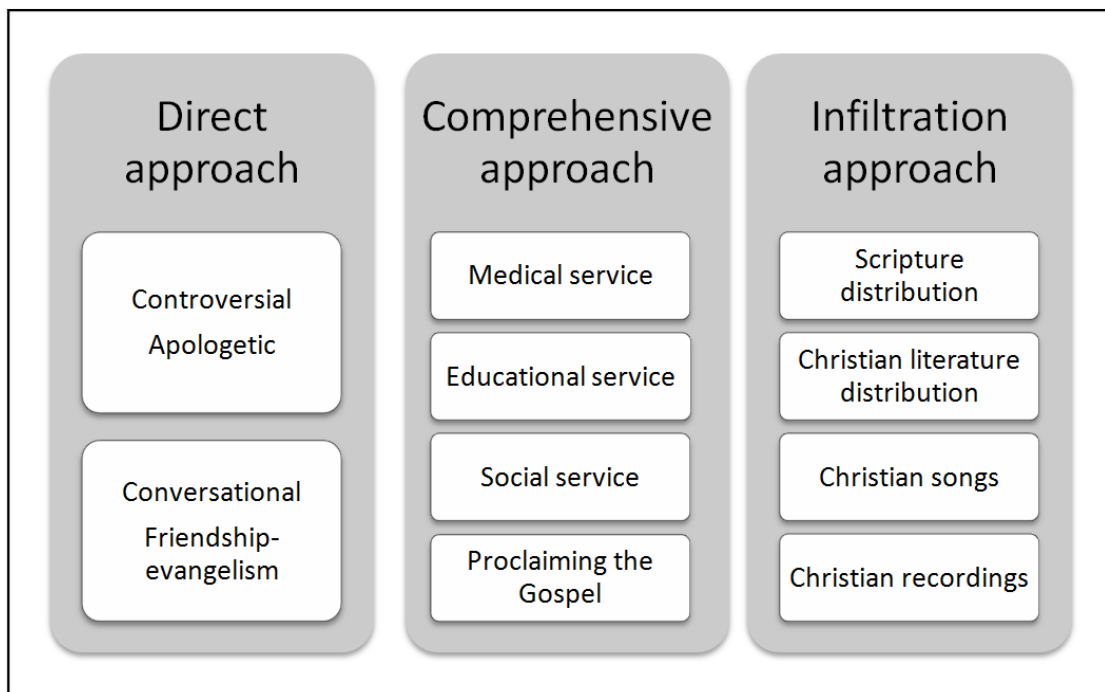 Direct
approach
Controversial
Apologetic
Conversational
Friendship-
evangelism
Comprehensive
approach
Medical service
Educational service
Social service
Proclaiming the
Gospel
Infiltration
approach
Scripture
distribution
Christian literature
distribution
Christian songs
Christian recordings